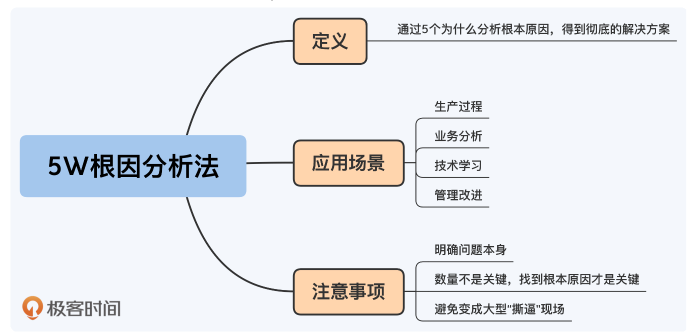 定义
通过5个为什么分析根本原因，得到彻底的解决方案
5W根因分析法
应用场景
生产过程
业务分析
技术学习
管理改进
注意事项
明确问题本身
数量不是关键，找到根本原因才是关键
避免变成大型"撕逼"现场
极客时间